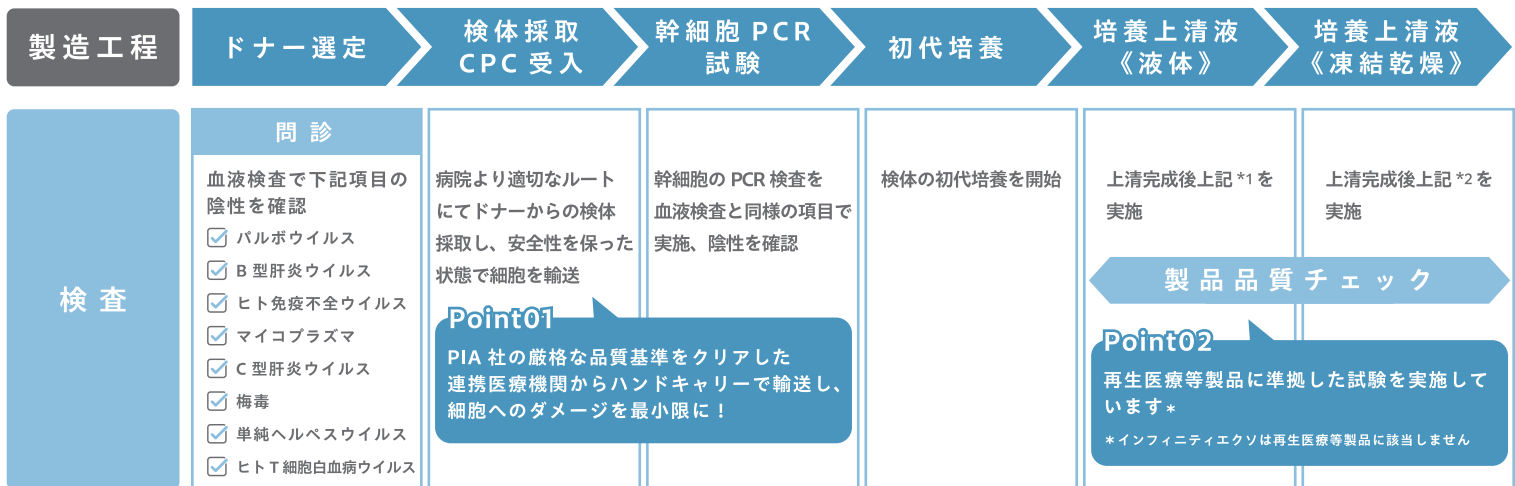 製造工程
ドナー選定
検体採取
CPC受入
幹細胞PCR
試験
初代培養
培養上清液
《液体》
培養上清液
《凍結乾燥》
検査
問診
血液検査で下記項目の
陰性を確認
パルボウイルス
B型肝炎ウイルス
ヒト免疫不全ウイルス
マイコプラズマ
C型肝炎ウイルス
梅毒
単純ヘルペスウイルス
ヒトT細胞白血病ウイルス
病院より適切なルート
にてドナーからの検体
採取し、安全性を保った
状態で細胞を輸送
幹細胞のPCR検査を
血液検査と同様の項目で
実施、陰性を確認
Point01
PIA社の厳格な品質基準をクリアした
連携医療機関からハンドキャリーで輸送し、
細胞へのダメージを最小限に！
検体の初代培養を開始
上清完成後上記*1を
実施
上清完成後上記*2を
実施
製品品質チェック
Point02
再生医療等製品に準拠した試験を実施して
います*
*インフィニティエクソは再生医療等製品に該当しません